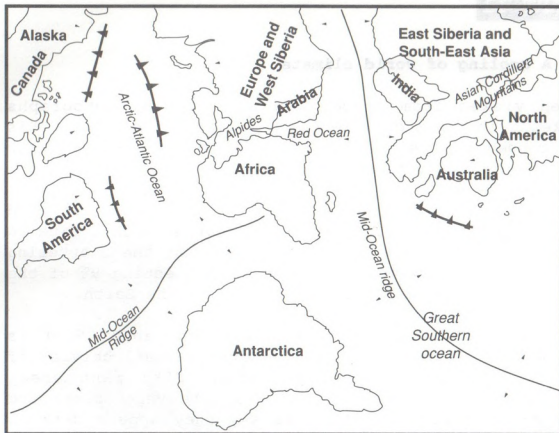 Alaska
Canada
Arctic-Atlantic Ocean
Europe and
West Siberia
Alpides
Arabia
Red Ocean
Africa
East Siberia and
South-East Asia
India
Asian Cordillera
Mountains
North
America
Australia
South
America
Mid-Ocean
Ridge
Mid-Ocean ridge
Great
Southern
ocean
Antarctica